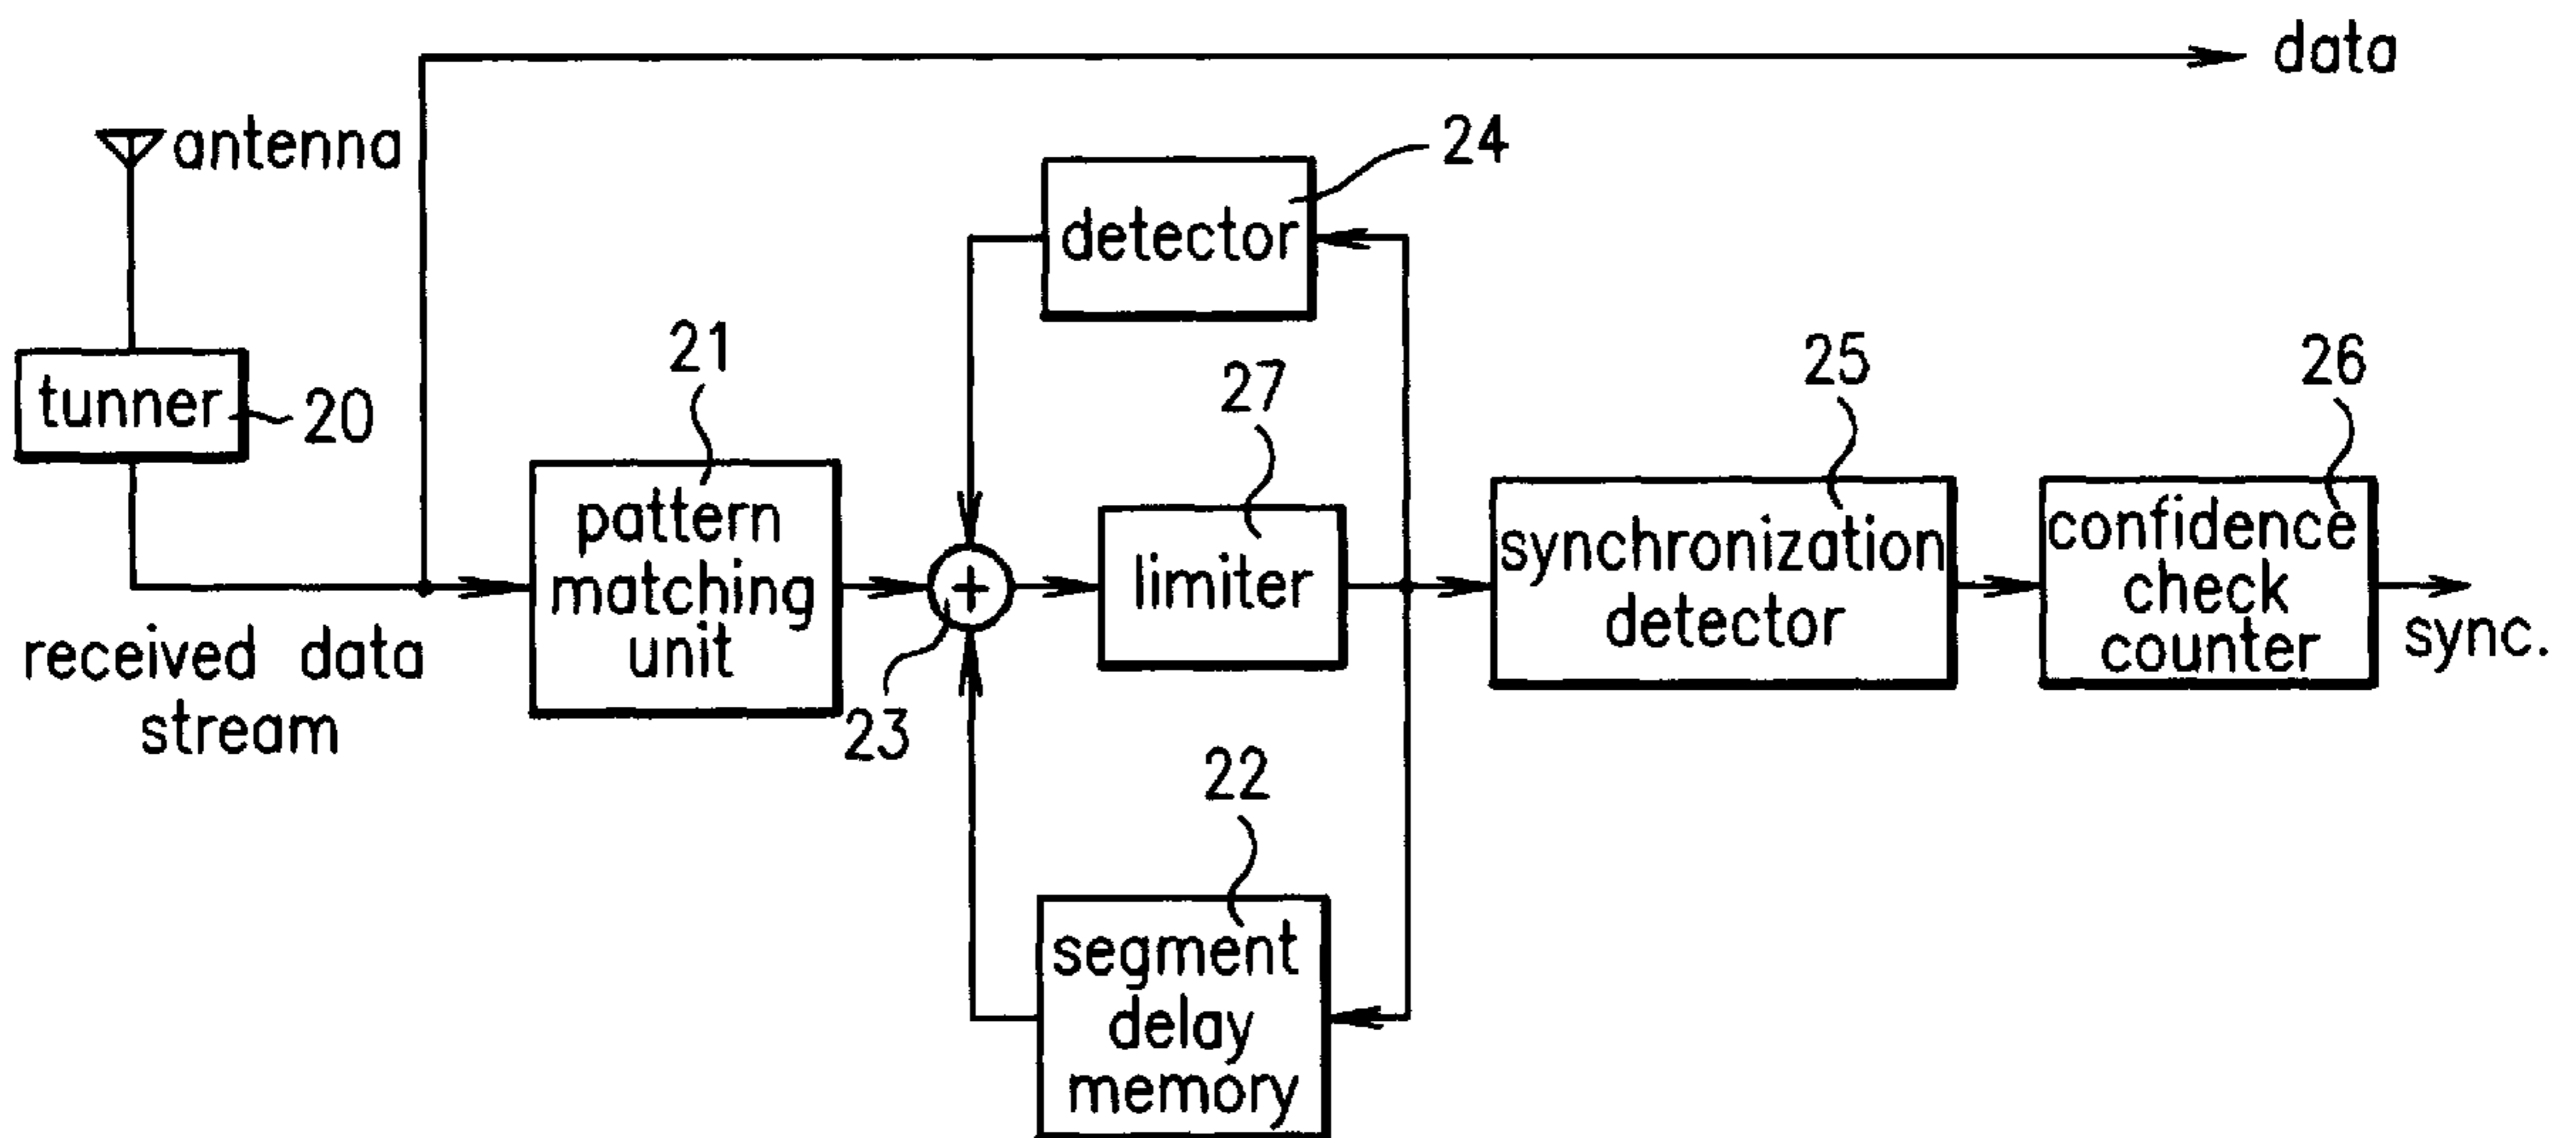 data
antenna
24
detector
21
27
25
26
tunner
20
pattern
matching
unit
+
limiter
synchronization
detector
confidence
check
counter
sync.
received data
stream
23
22
segment
delay
memory